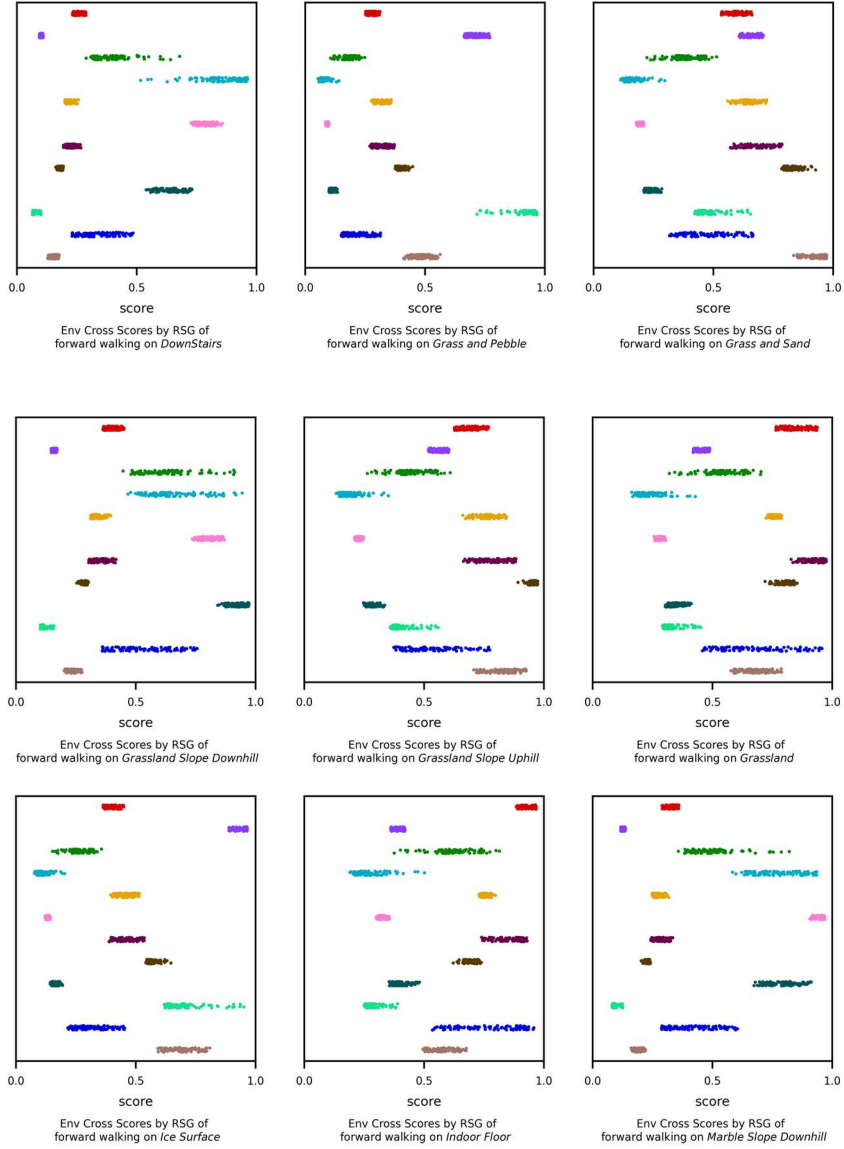 0.0 0.5 1.0 0.0 0.5 1.0 0.0 0.5 1.0
score score score
Env Cross Scores by RSG of
forward walking on DownStairs
Env Cross Scores by RSG of
forward walking on Grass and Pebble
Env Cross Scores by RSG of
forward walking on Grass and Sand
0.0 0.5 1.0 0.0 0.5 1.0 0.0 0.5 1.0
score score score
Env Cross Scores by RSG of
forward walking on Grassland Slope Downhill
Env Cross Scores by RSG of
forward walking on Grassland Slope Uphill
Env Cross Scores by RSG of
forward walking on Grassland
0.0 0.5 1.0 0.0 0.5 1.0 0.0 0.5 1.0
score score score
Env Cross Scores by RSG of
forward walking on Ice Surface
Env Cross Scores by RSG of
forward walking on Indoor Floor
Env Cross Scores by RSG of
forward walking on Marble Slope Downhill